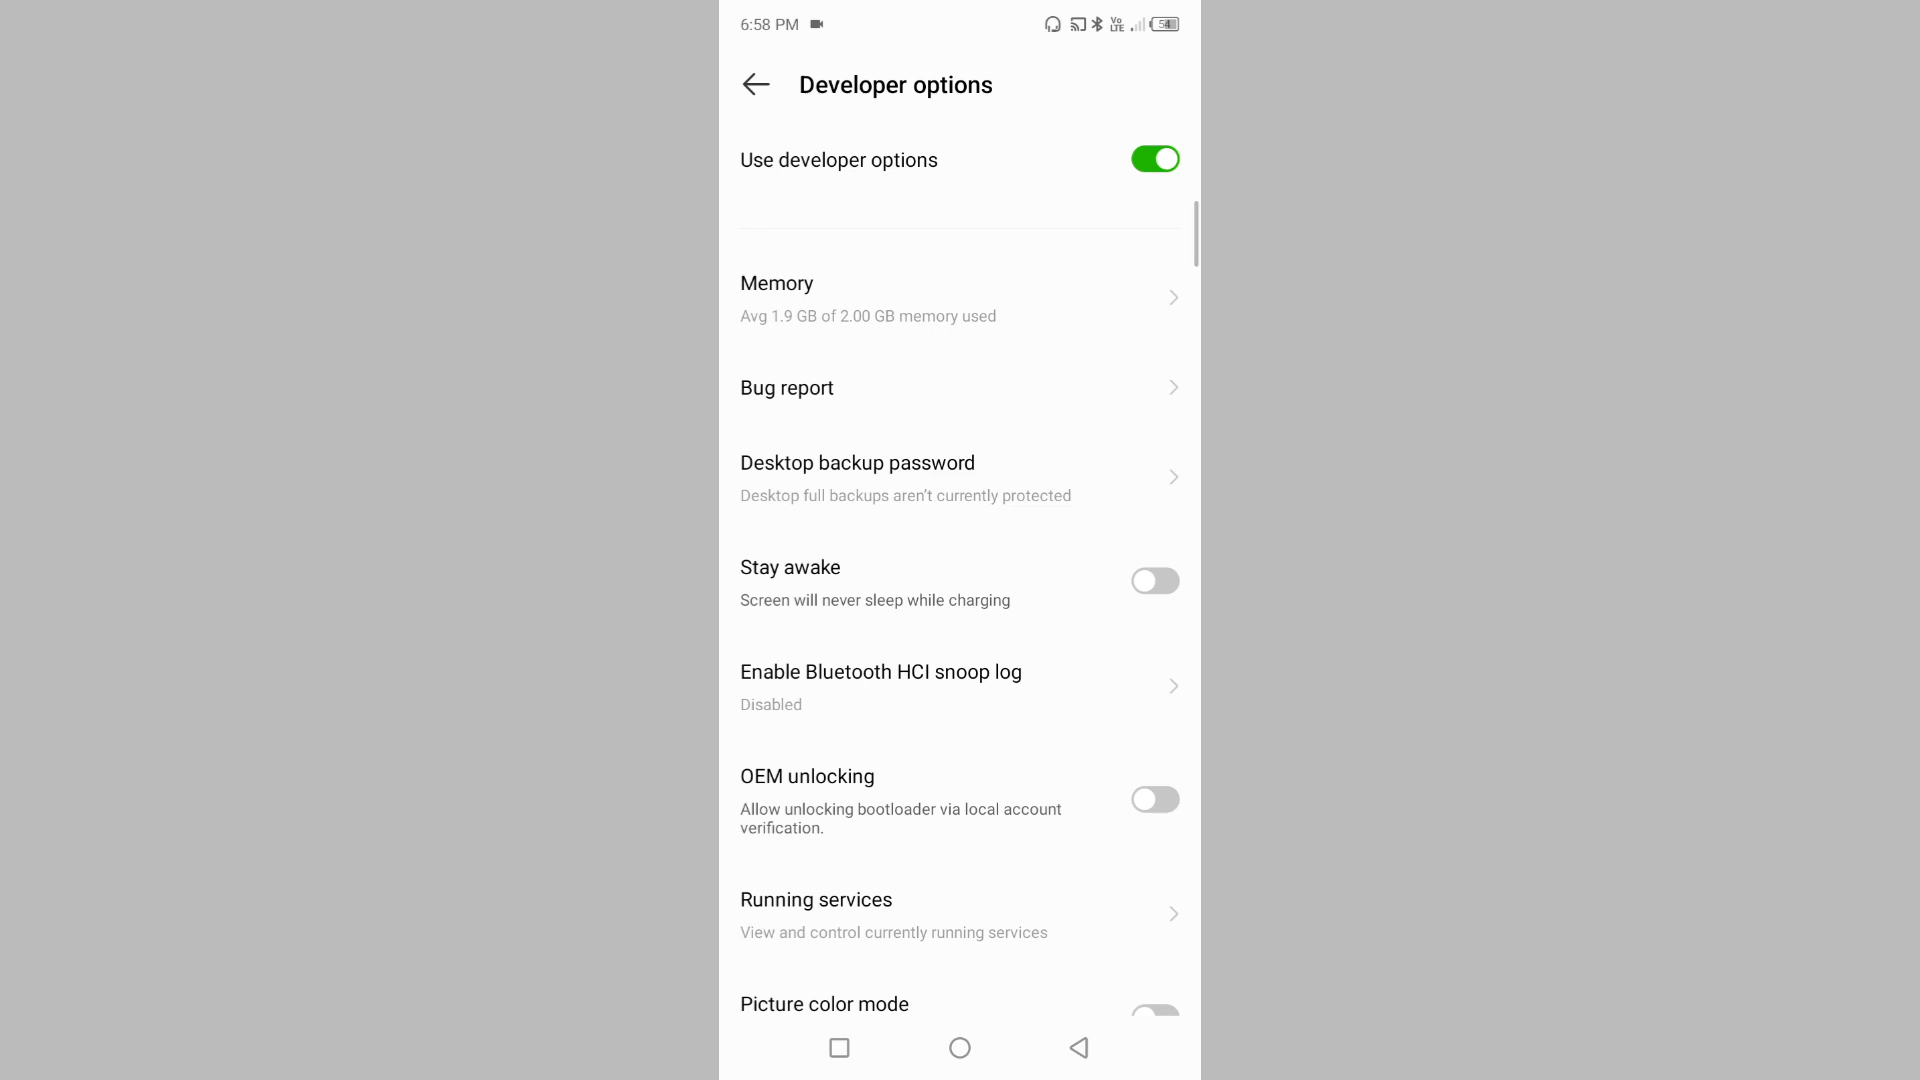 6:58 PM
Vo
LTE
54
Developer options
Use developer options
Memory
Avg 1.9 GB of 2.00 GB memory used
Bug report
Desktop backup password
Desktop full backups aren’t currently protected
Stay awake
Screen will never sleep while charging
Enable Bluetooth HCI snoop log
Disabled
OEM unlocking
Allow unlocking bootloader via local account
verification.
Running services
View and control currently running services
Picture color mode